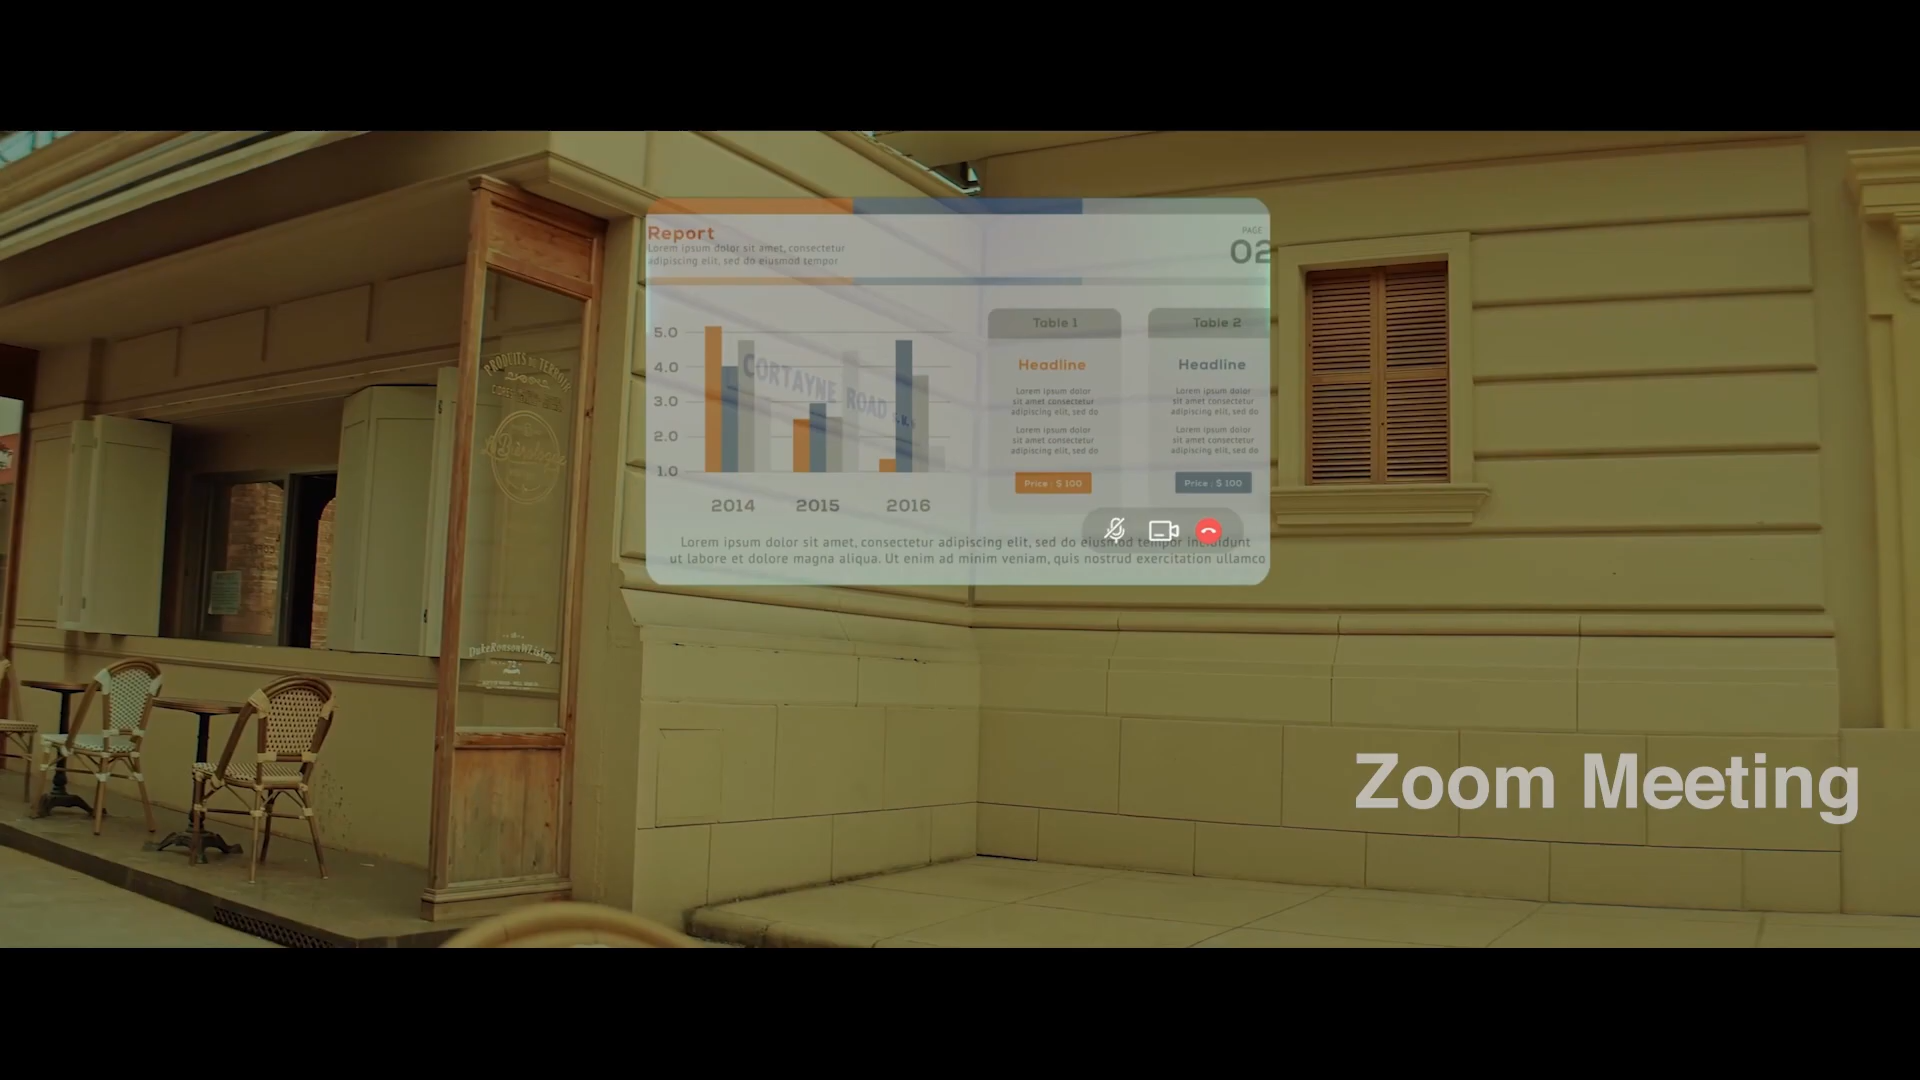 Report
Lorem ipsum dolor sit amet, consectetur
adipiscing elit, sed do eiusmod tempor
PAGE
02
5.0
4.0
3.0
2.0
1.0
2014
2015
2016
CORTAYNE ROAD
Table 1
Headline
Lorem ipsum dolor
sit amet consectetur
adipiscing elit, sed do
Lorem ipsum dolor
sit amet consectetur
adipiscing elit, sed do
Price : $ 100
Table 2
Headline
Lorem ipsum dolor
sit amet consectetur
adipiscing elit, sed do
Lorem ipsum dolor
sit amet consectetur
adipiscing elit, sed do
Price : $ 100
Lorem ipsum dolor sit amet, consectetur adipiscing elit, sed do eiusmod tempor incididunt
ut labore et dolore magna aliqua. Ut enim ad minim veniam, quis nostrud exercitation ullamco
PRODUITS DU TERROIR
Zoom Meeting